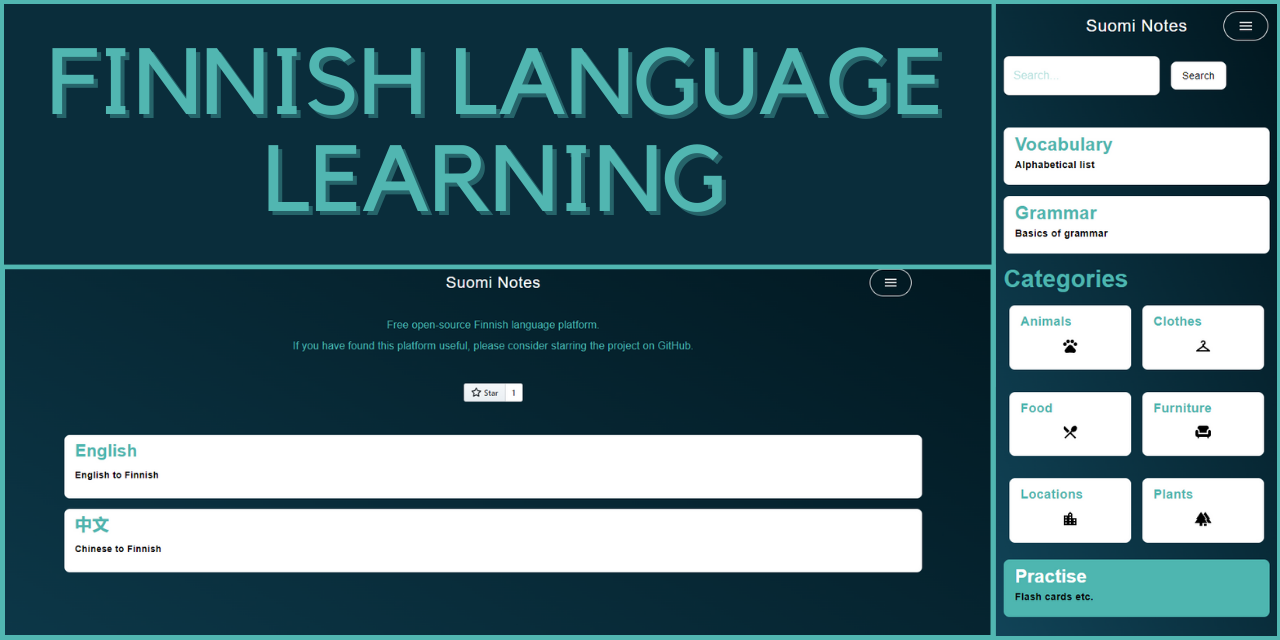 FINNISH LANGUAGE
LEARNING
Suomi Notes
Free open-source Finnish language platform.
If you have found this platform useful, please consider starring the project on GitHub.
Star 1
English
English to Finnish
中文
Chinese to Finnish
Suomi Notes
Search... Search
Vocabulary
Alphabetical list
Grammar
Basics of grammar
Categories
Animals Clothes
Food Furniture
Locations Plants
Practise
Flash cards etc.